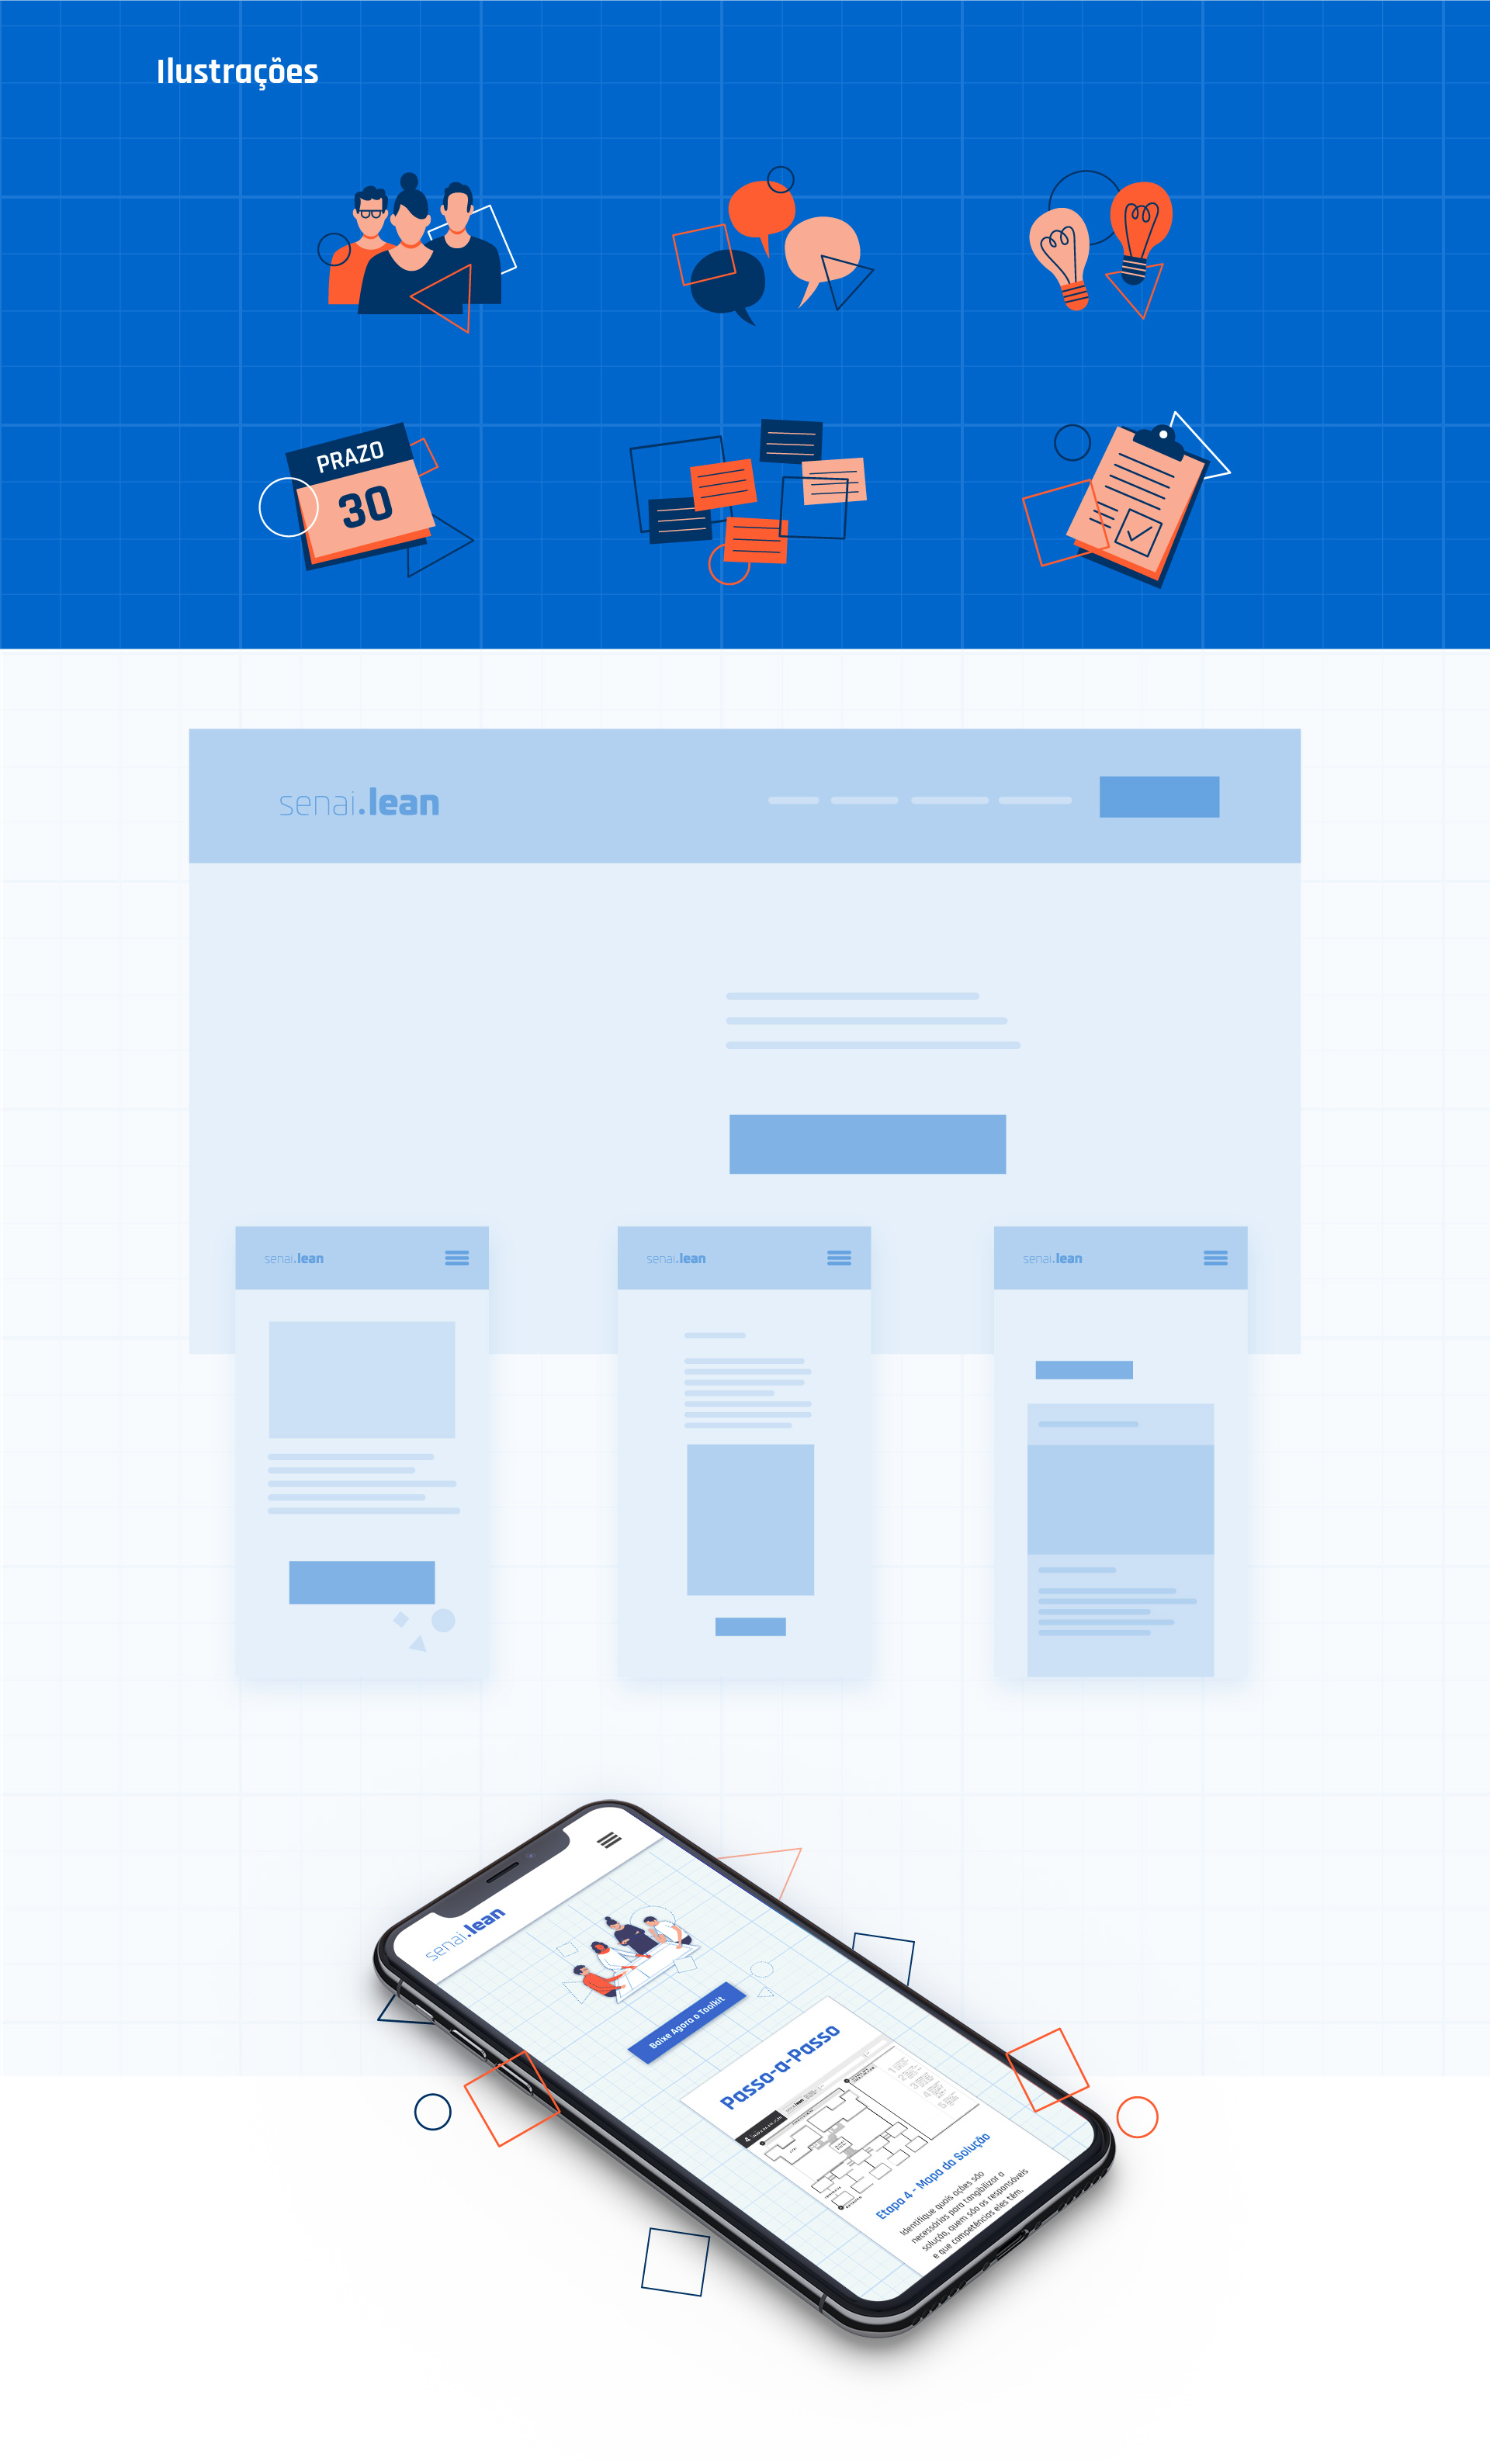 Ilustrações
PRAZO
30
senai.lean
senai.lean
senai.lean
senai.lean
senai.lean
Baixe Agora o Toolkit
Passo-a-Passo
Etapa 4 - Mapa da Solução
Identifique quais ações são
necessárias para tangibilizar a
solução, quem são os responsáveis
e que competências eles têm.